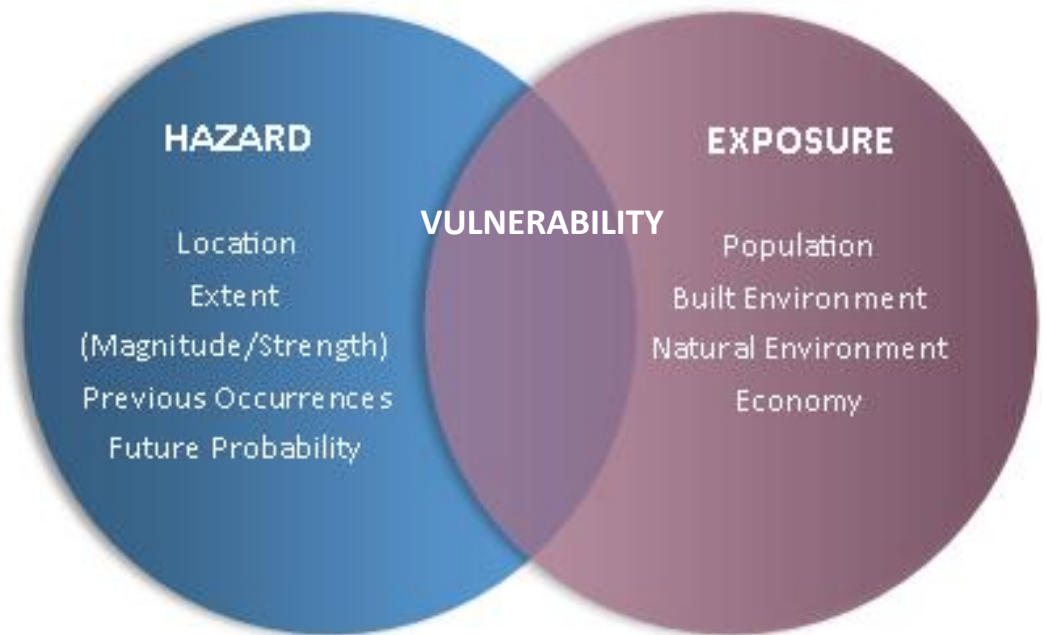 HAZARD
Location
Extent
(Magnitude/Strength)
Previous Occurrences
Future Probability
VULNERABILITY
EXPOSURE
Population
Built Environment
Natural Environment
Economy